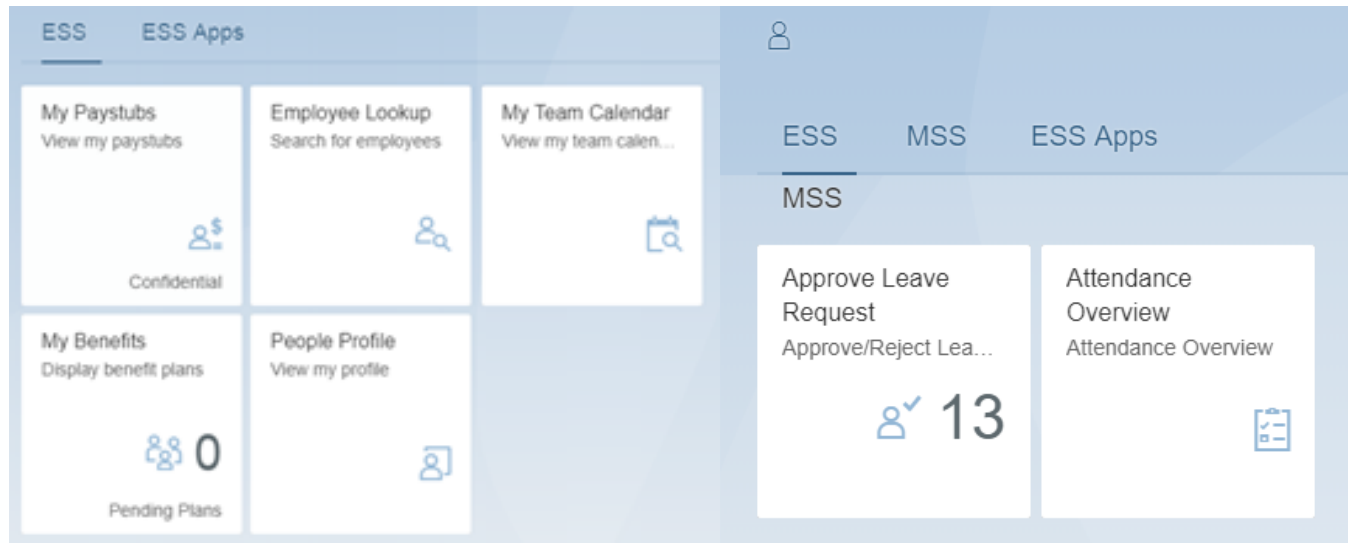 ESS ESS Apps
My Paystubs
View my paystubs
Confidential
Employee Lookup
Search for employees
My Team Calendar
View my team calen...
My Benefits
Display benefit plans
0
Pending Plans
People Profile
View my profile
ESS MSS ESS Apps
MSS
Approve Leave
Request
Approve/Reject Lea...
13
Attendance
Overview
Attendance Overview